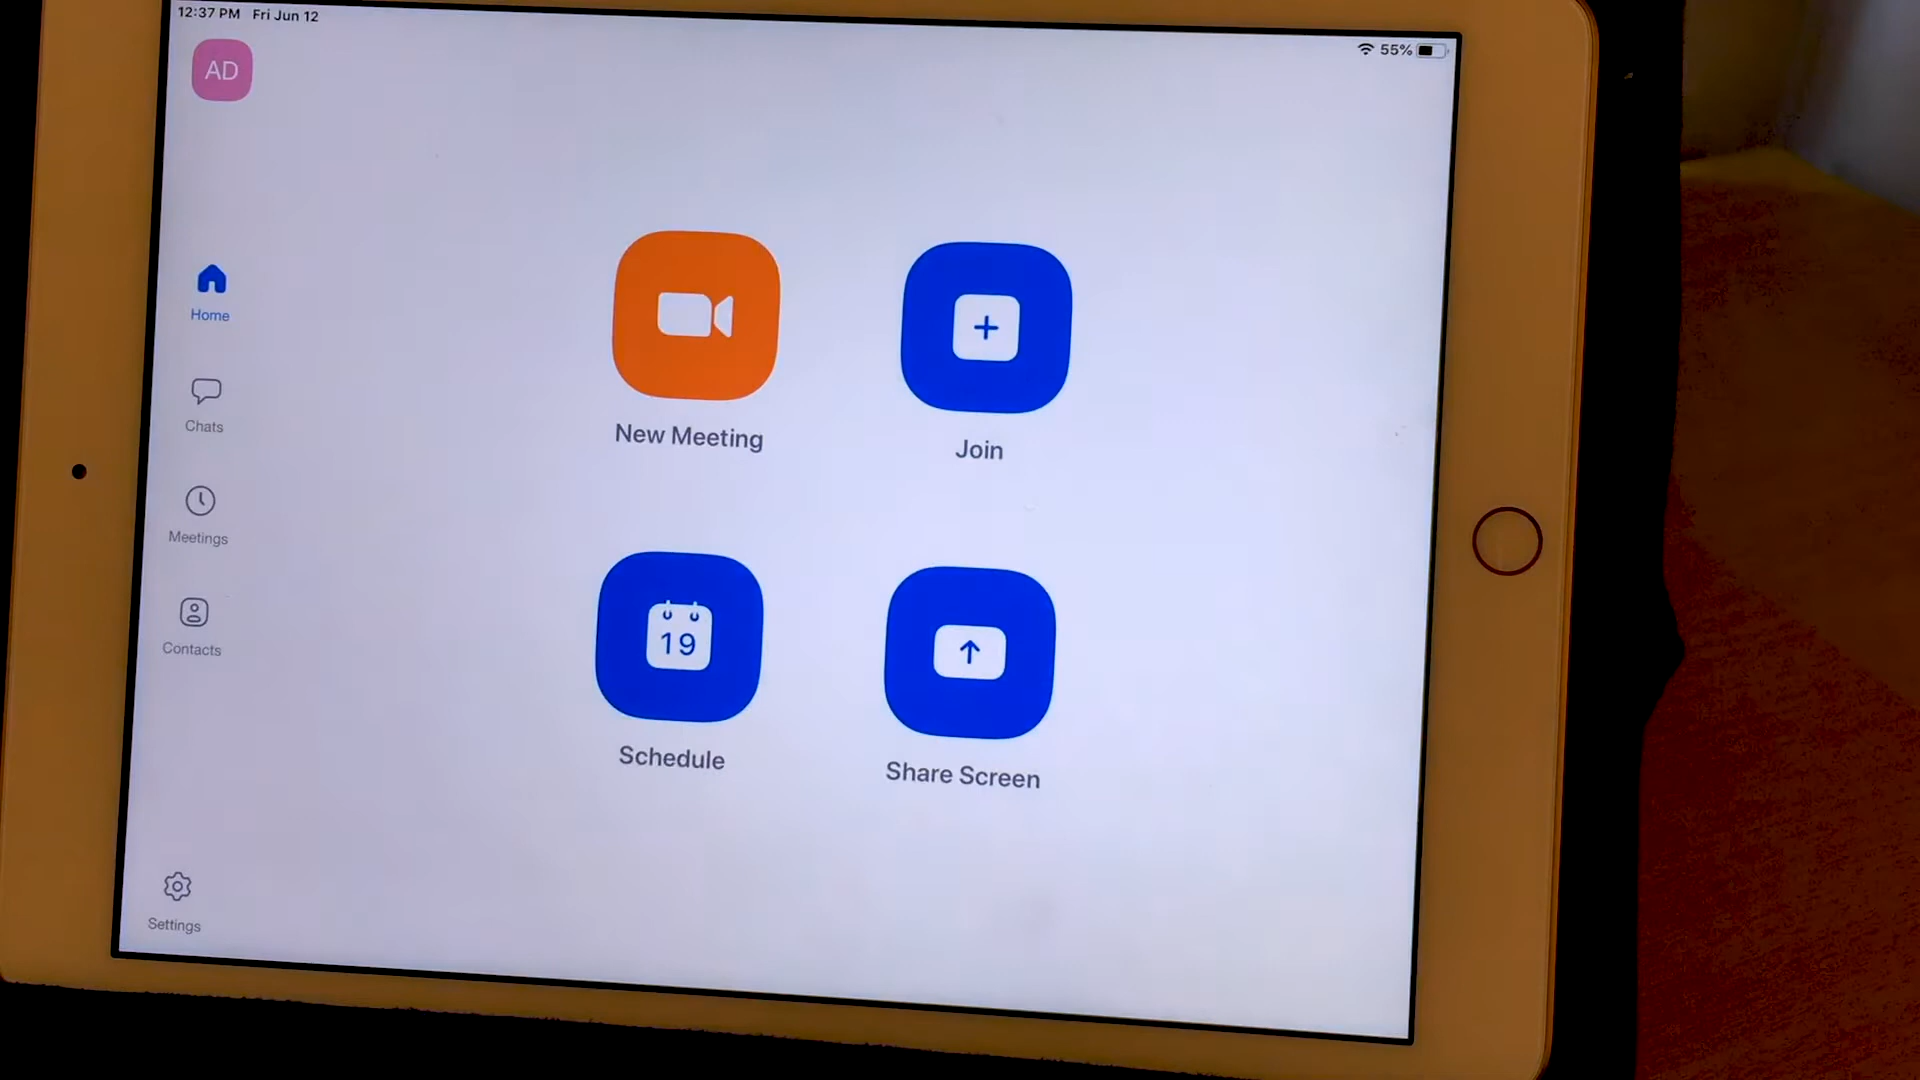 12:37 PM Fri Jun 12
55%
AD
Home
Chats
Meetings
Contacts
Settings
New Meeting
Join
19
Schedule
Share Screen